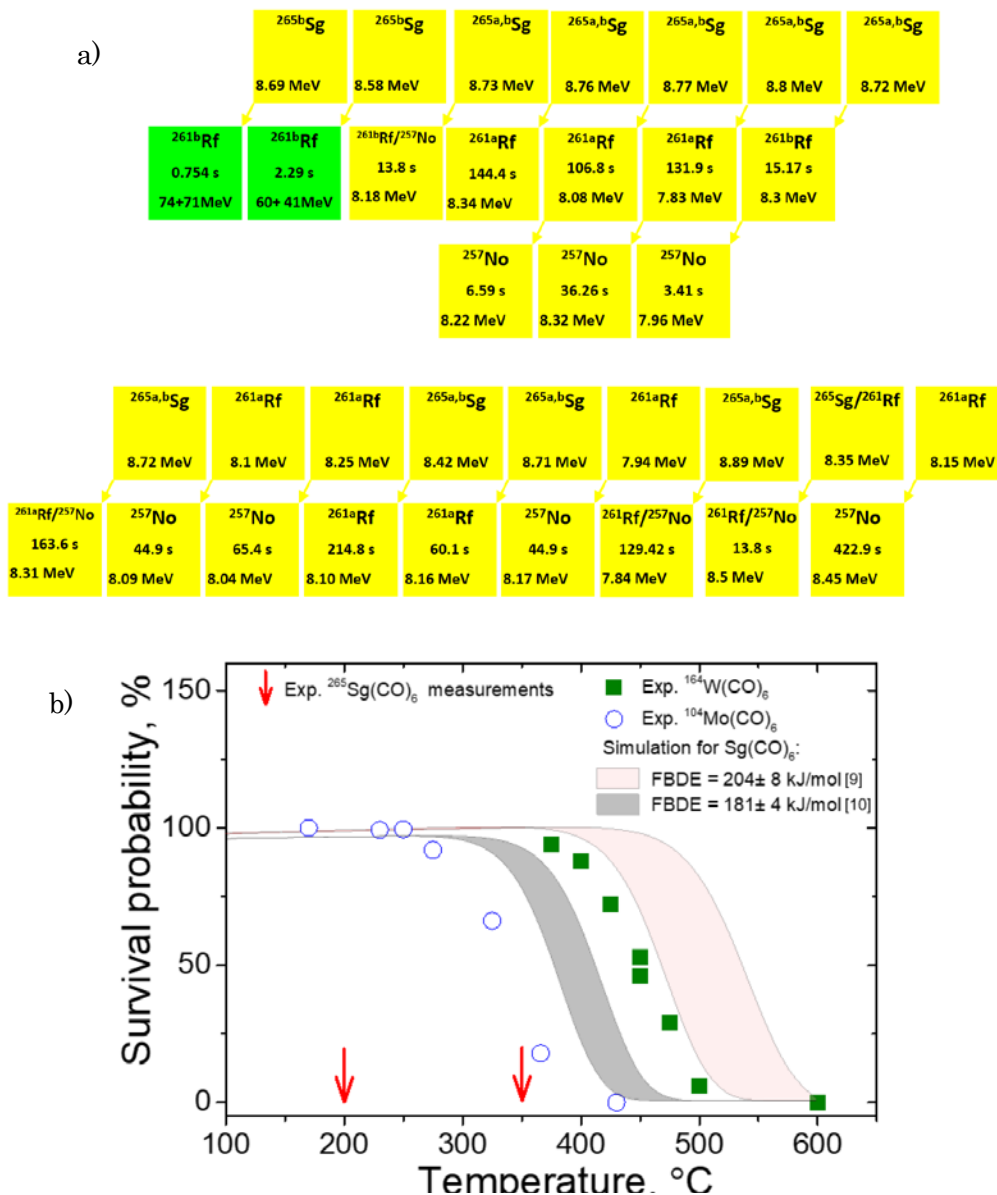 a)
²⁶⁵ᵇSg ²⁶⁵ᵇSg ²⁶⁵ᵃ,ᵇSg ²⁶⁵ᵃ,ᵇSg ²⁶⁵ᵃ,ᵇSg ²⁶⁵ᵃ,ᵇSg ²⁶⁵ᵃ,ᵇSg
8.69 MeV 8.58 MeV 8.73 MeV 8.76 MeV 8.77 MeV 8.8 MeV 8.72 MeV
²⁶¹ᵇRf ²⁶¹ᵇRf ²⁶¹ᵇRf/²⁵⁷No ²⁶¹ᵃRf ²⁶¹ᵃRf ²⁶¹ᵃRf ²⁶¹ᵇRf
0.754 s 2.29 s 13.8 s 144.4 s 106.8 s 131.9 s 15.17 s
74+71MeV 60+ 41MeV 8.18 MeV 8.34 MeV 8.08 MeV 7.83 MeV 8.3 MeV
²⁵⁷No ²⁵⁷No ²⁵⁷No
6.59 s 36.26 s 3.41 s
8.22 MeV 8.32 MeV 7.96 MeV
²⁶⁵ᵃ,ᵇSg ²⁶¹ᵃRf ²⁶¹ᵃRf ²⁶⁵ᵃ,ᵇSg ²⁶⁵ᵃ,ᵇSg ²⁶¹ᵃRf ²⁶⁵ᵃ,ᵇSg ²⁶⁵Sg/²⁶¹Rf ²⁶¹ᵃRf
8.72 MeV 8.1 MeV 8.25 MeV 8.42 MeV 8.71 MeV 7.94 MeV 8.89 MeV 8.35 MeV 8.15 MeV
²⁶¹ᵃRf/²⁵⁷No ²⁵⁷No ²⁵⁷No ²⁶¹ᵃRf ²⁶¹ᵃRf ²⁵⁷No ²⁶¹Rf/²⁵⁷No ²⁶¹Rf/²⁵⁷No ²⁵⁷No
163.6 s 44.9 s 65.4 s 214.8 s 60.1 s 44.9 s 129.42 s 13.8 s 422.9 s
8.31 MeV 8.09 MeV 8.04 MeV 8.10 MeV 8.16 MeV 8.17 MeV 7.84 MeV 8.5 MeV 8.45 MeV
b)
Survival probability, %
150
100
50
0
Exp. ²⁶⁵Sg(CO)₆ measurements
Exp. ¹⁶⁴W(CO)₆
Exp. ¹⁰⁴Mo(CO)₆
Simulation for Sg(CO)₆:
FBDE = 204± 8 kJ/mol [9]
FBDE = 181± 4 kJ/mol [10]
100 200 300 400 500 600
Temperature, °C